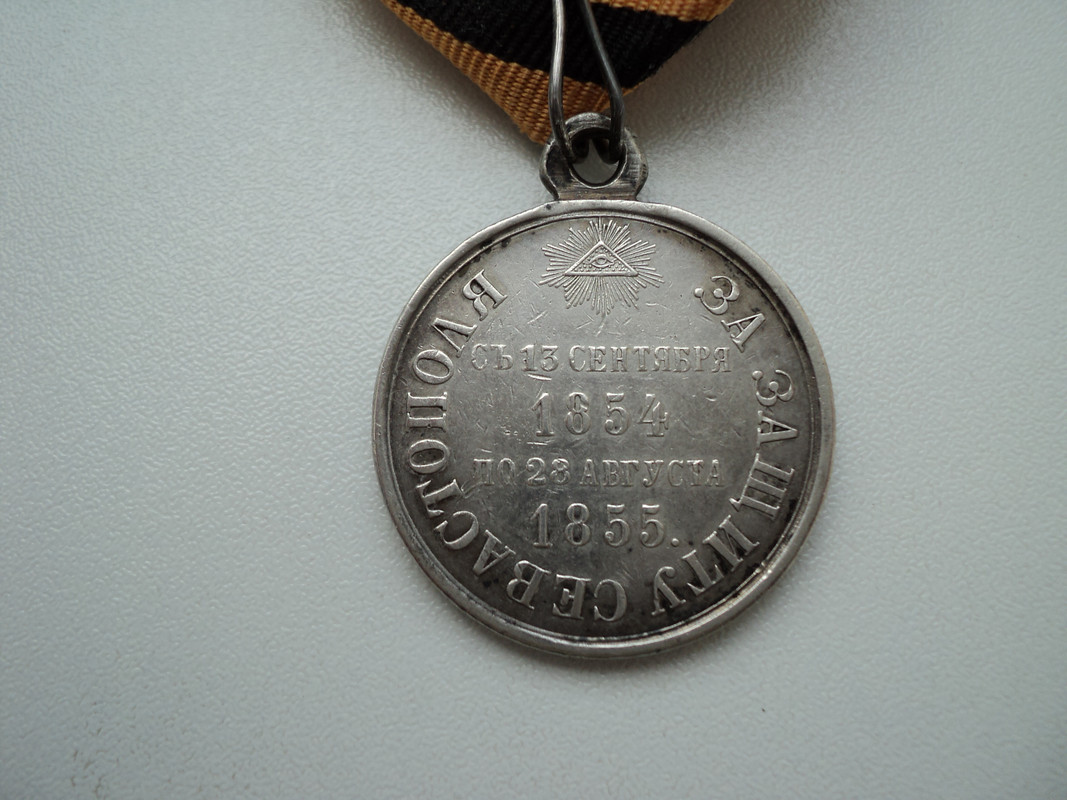 ЗА ЗАЩИТУ СЕВАСТОПОЛЯ
СЪ 13 СЕНТЯБРЯ
1854
ПО 28 АВГУСТА
1855.